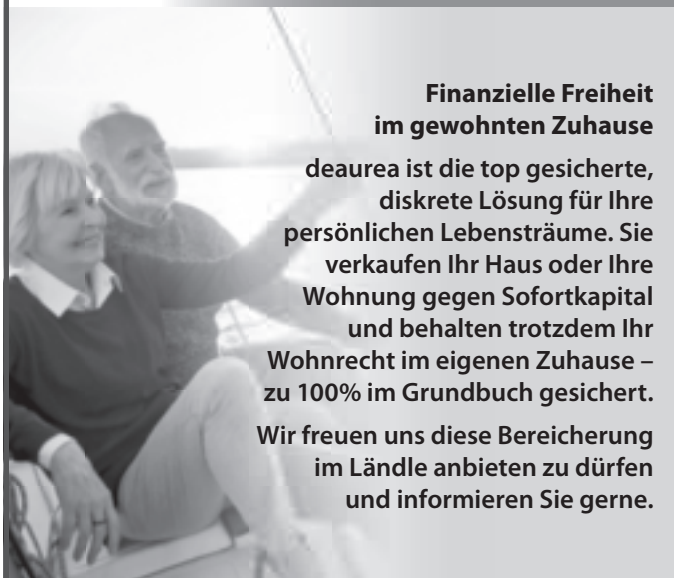 Finanzielle Freiheit
im gewohnten Zuhause
deaurea ist die top gesicherte,
diskrete Lösung für Ihre
persönlichen Lebensträume. Sie
verkaufen Ihr Haus oder Ihre
Wohnung gegen Sofortkapital
und behalten trotzdem Ihr
Wohnrecht im eigenen Zuhause –
zu 100% im Grundbuch gesichert.
Wir freuen uns diese Bereicherung
im Ländle anbieten zu dürfen
und informieren Sie gerne.